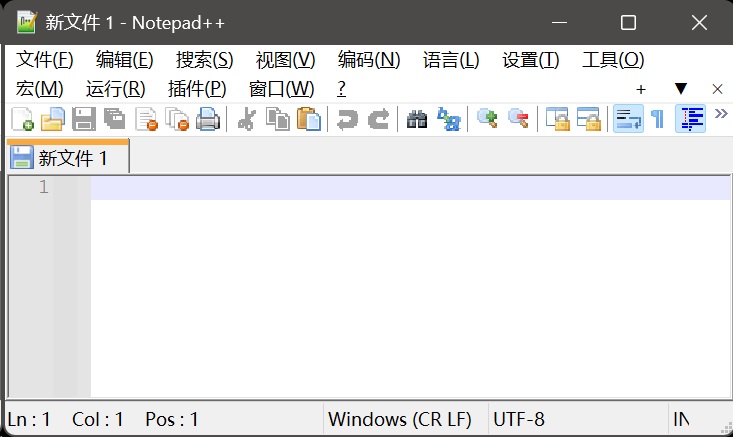 新文件 1 - Notepad++
文件(F) 编辑(E) 搜索(S) 视图(V) 编码(N) 语言(L) 设置(T) 工具(O)
宏(M) 运行(R) 插件(P) 窗口(W) ? + ▼ ×
新文件 1
1
Ln : 1 Col : 1 Pos : 1 Windows (CR LF) UTF-8 IN